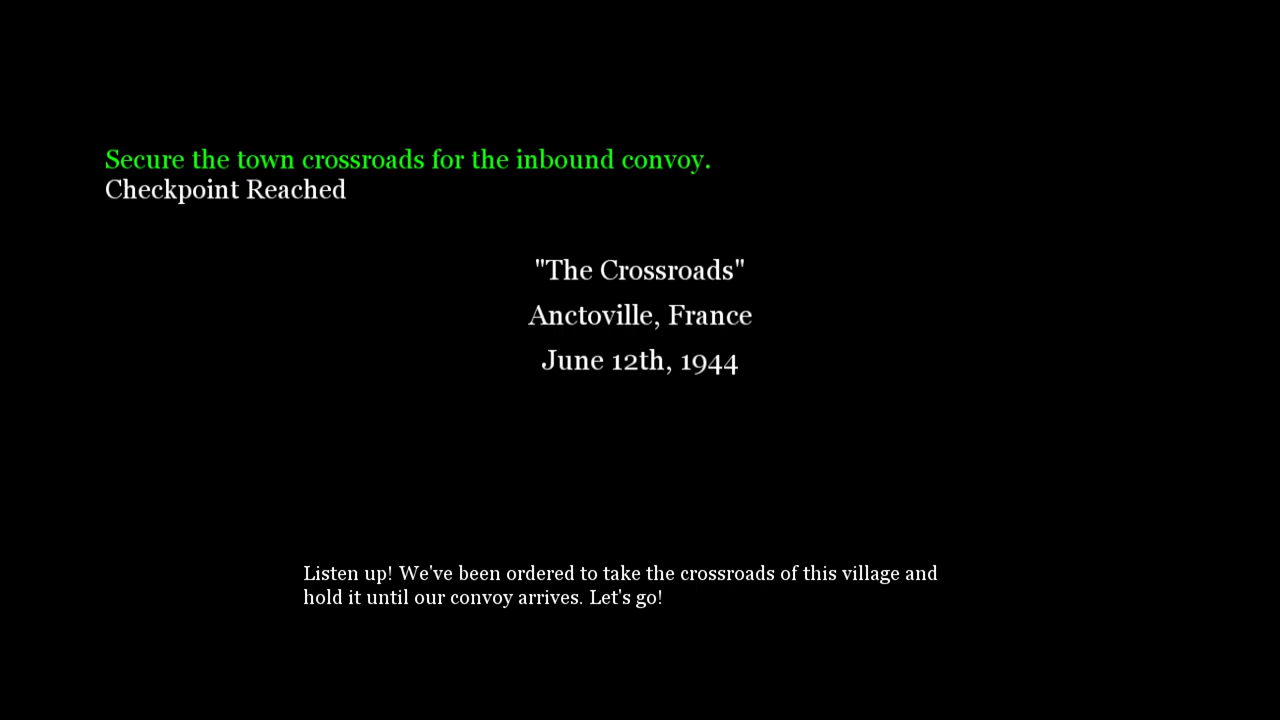 Secure the town crossroads for the inbound convoy.
Checkpoint Reached
"The Crossroads"
Anctoville, France
June 12th, 1944
Listen up! We've been ordered to take the crossroads of this village and
hold it until our convoy arrives. Let's go!